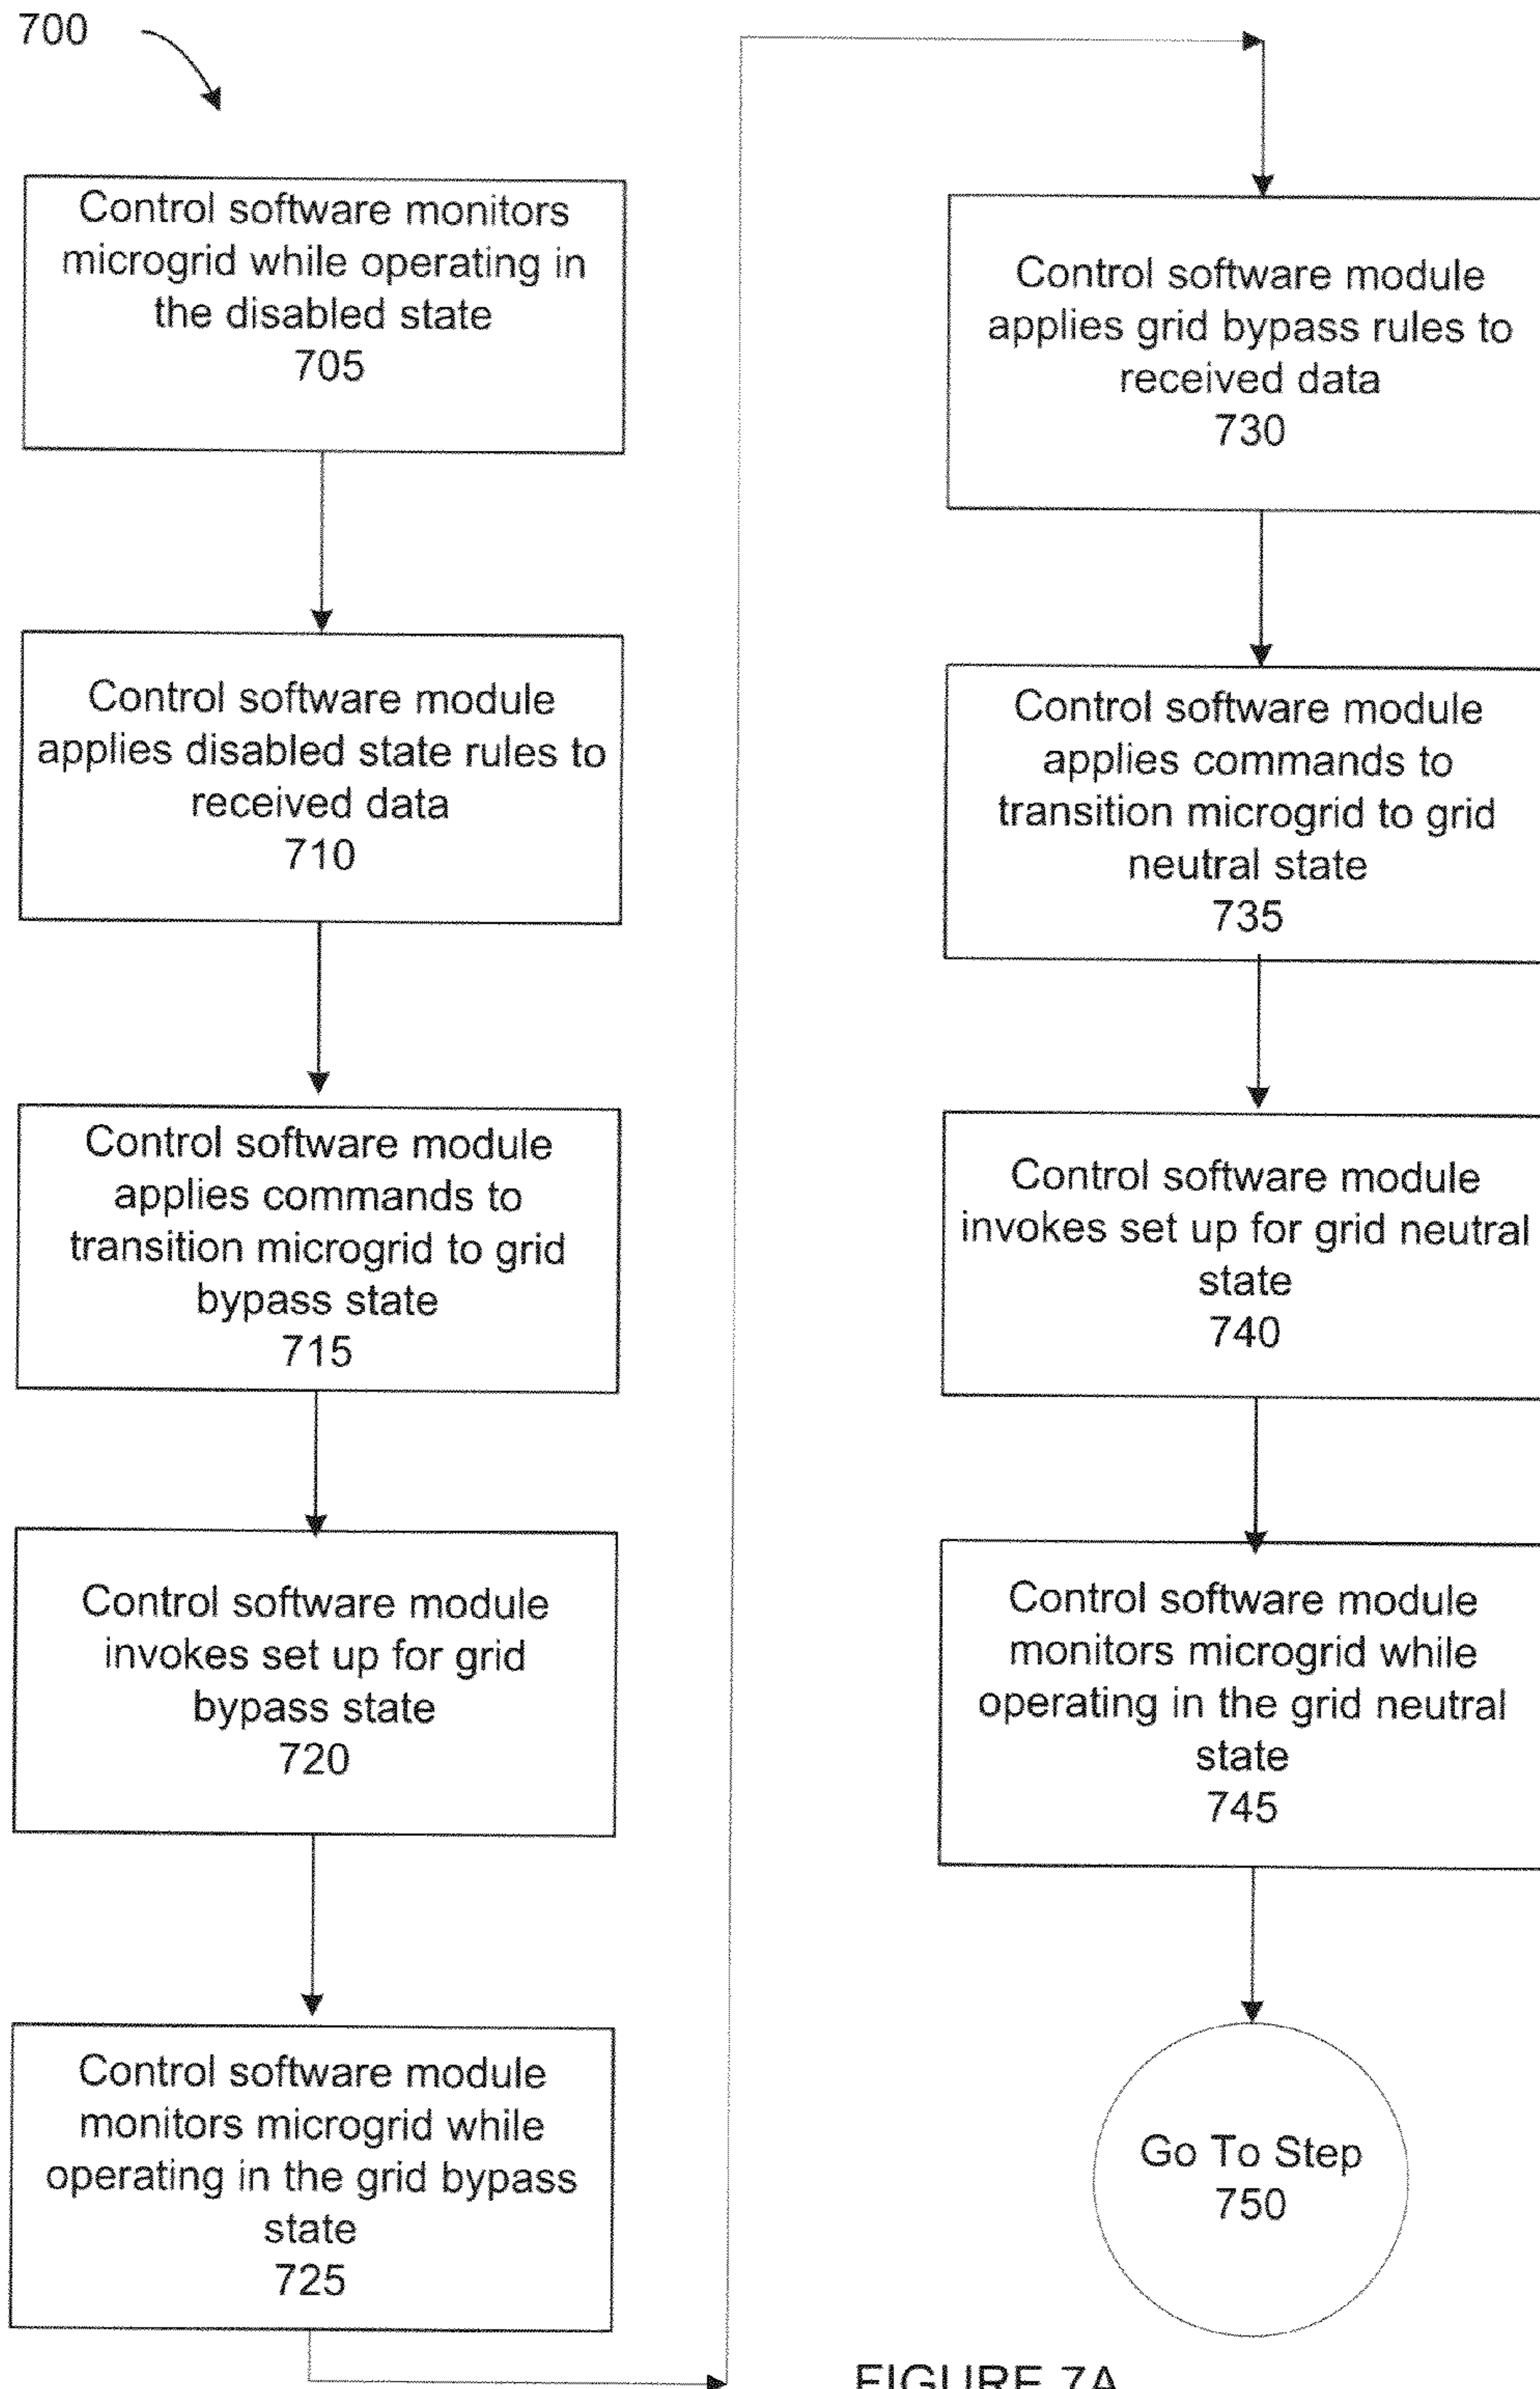 700
Control software monitors
microgrid while operating in
the disabled state
705
Control software module
applies disabled state rules to
received data
710
Control software module
applies commands to
transition microgrid to grid
bypass state
715
Control software module
invokes set up for grid
bypass state
720
Control software module
monitors microgrid while
operating in the grid bypass
state
725
Control software module
applies grid bypass rules to
received data
730
Control software module
applies commands to
transition microgrid to grid
neutral state
735
Control software module
invokes set up for grid neutral
state
740
Control software module
monitors microgrid while
operating in the grid neutral
state
745
Go To Step
750
FIGURE 7A